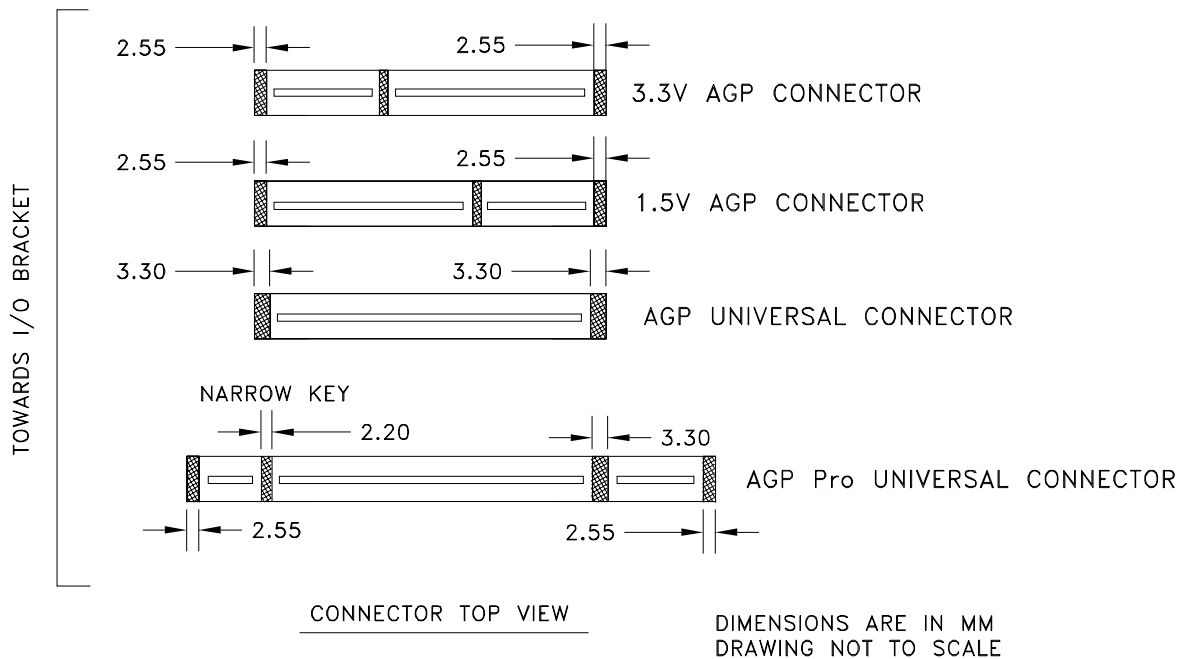 TOWARDS I/O BRACKET
2.55
2.55
3.3V AGP CONNECTOR
2.55
2.55
1.5V AGP CONNECTOR
3.30
3.30
AGP UNIVERSAL CONNECTOR
NARROW KEY
2.20
3.30
AGP Pro UNIVERSAL CONNECTOR
2.55
2.55
CONNECTOR TOP VIEW
DIMENSIONS ARE IN MM
DRAWING NOT TO SCALE